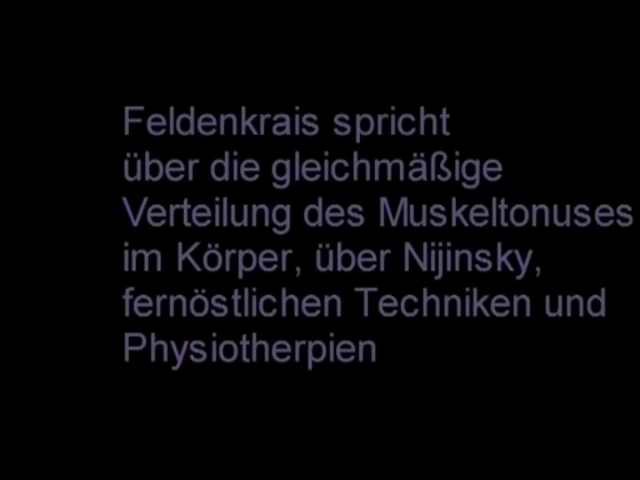 Feldenkrais spricht
über die gleichmäßige
Verteilung des Muskeltonuses
im Körper, über Nijinsky,
fernöstlichen Techniken und
Physiotherpien